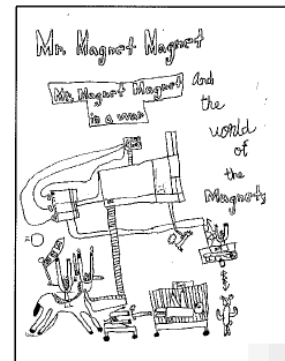 Mr. Magnet Magnet
Mr. Magnet Magnet
in a war
And
the
world
of
the
Magnets